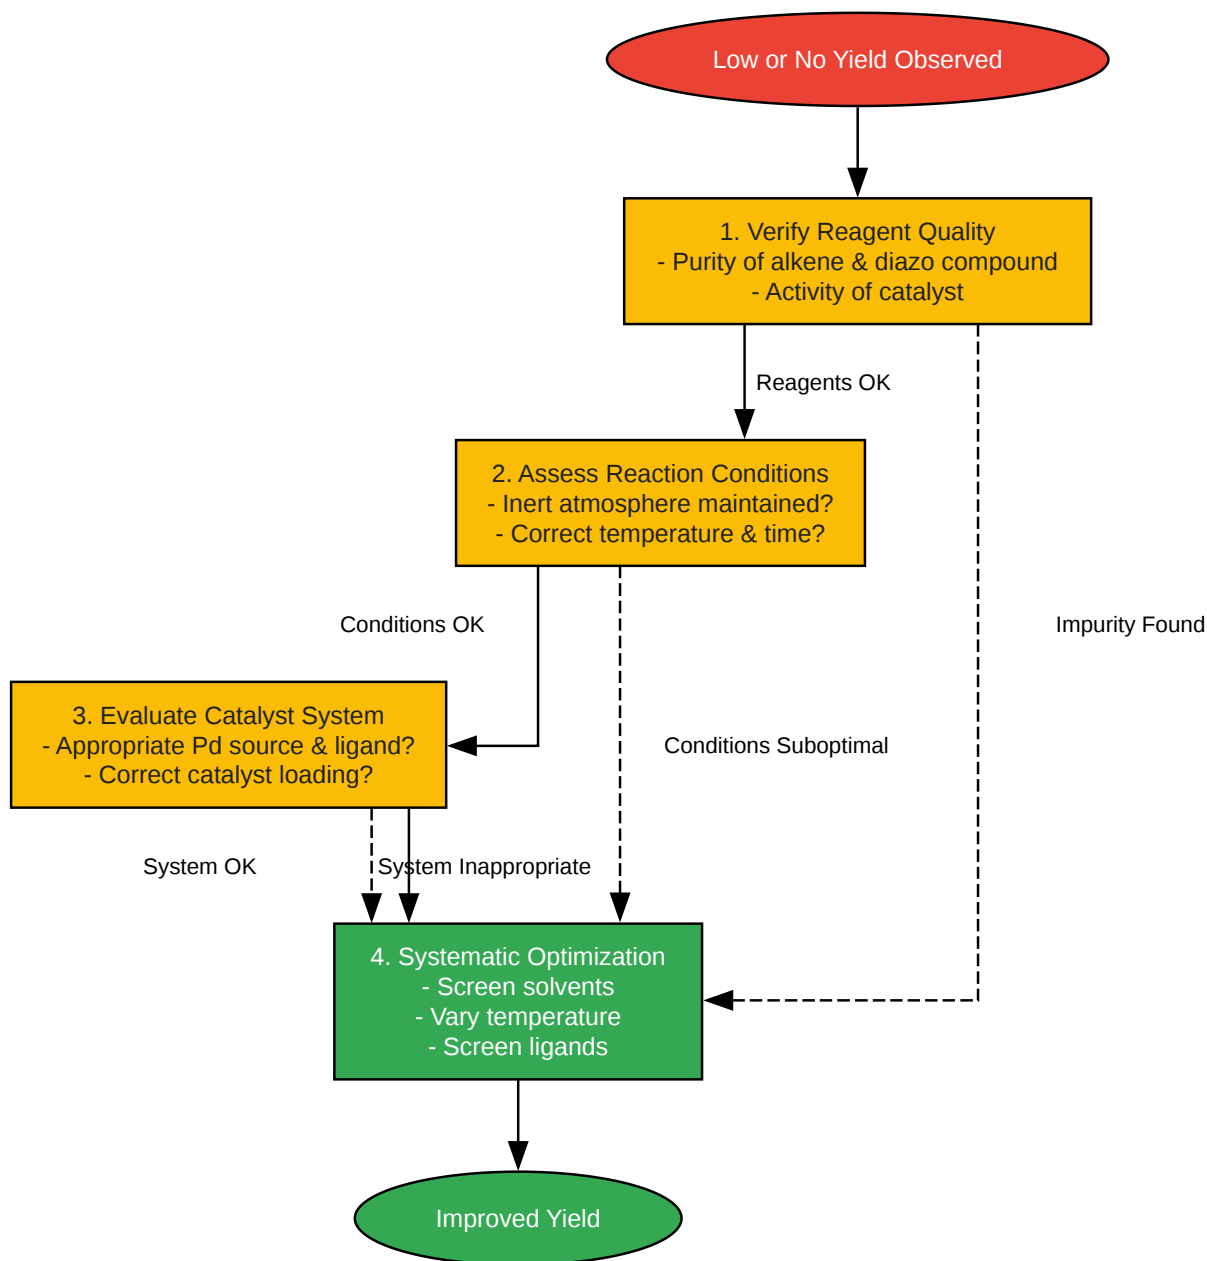 Low or No Yield Observed
1. Verify Reagent Quality
- Purity of alkene & diazo compound
- Activity of catalyst
Reagents OK
2. Assess Reaction Conditions
- Inert atmosphere maintained?
- Correct temperature & time?
Conditions OK
Impurity Found
3. Evaluate Catalyst System
- Appropriate Pd source & ligand?
- Correct catalyst loading?
Conditions Suboptimal
System OK
System Inappropriate
4. Systematic Optimization
- Screen solvents
- Vary temperature
- Screen ligands
Improved Yield